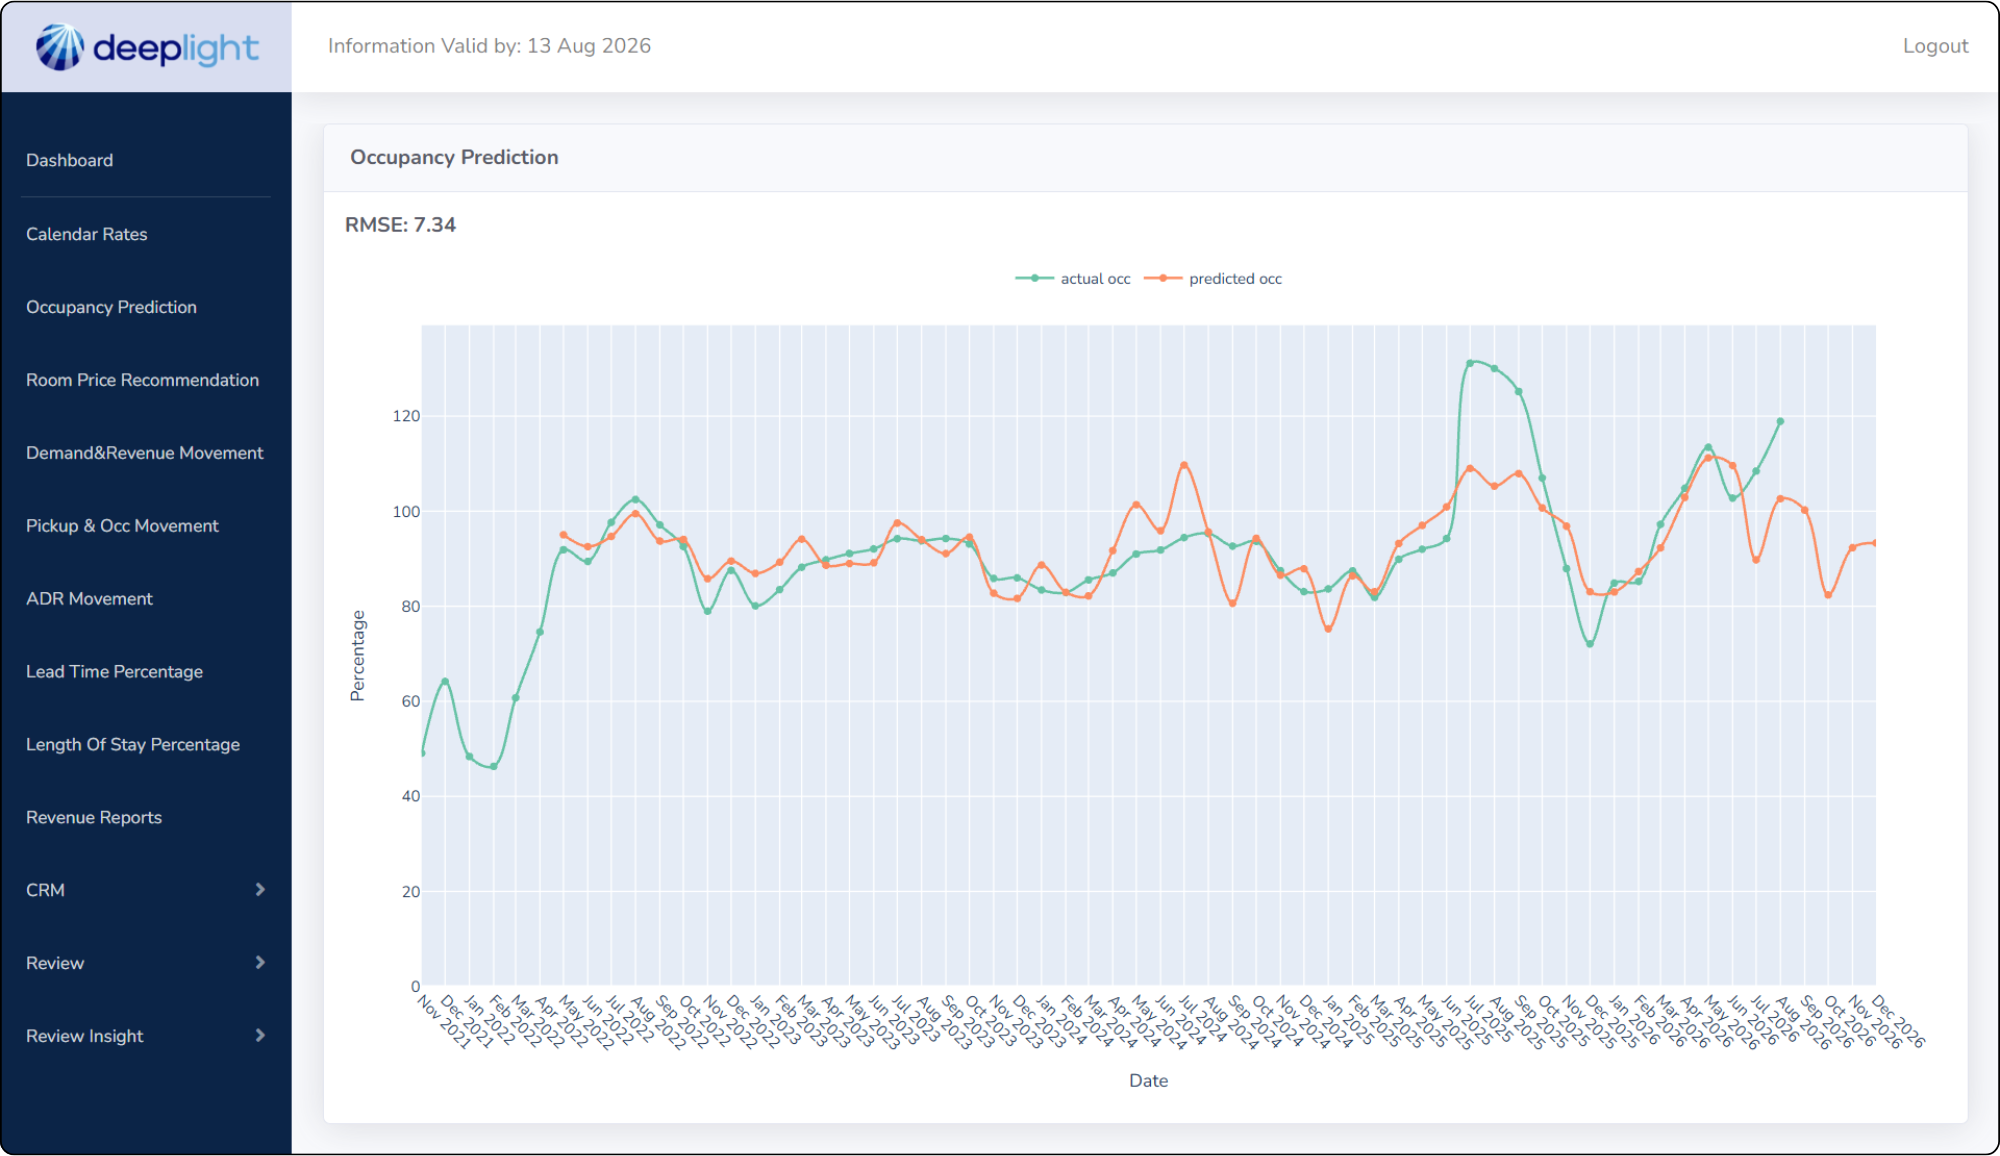 deeplight
Information Valid by: 13 Aug 2026
Logout
Dashboard
Calendar Rates
Occupancy Prediction
Room Price Recommendation
Demand&Revenue Movement
Pickup & Occ Movement
ADR Movement
Lead Time Percentage
Length Of Stay Percentage
Revenue Reports
CRM
Review
Review Insight
Occupancy Prediction
RMSE: 7.34
actual occ
predicted occ
Percentage
120
100
80
60
40
20
0
Nov 2021
Dec 2021
Jan 2022
Feb 2022
Mar 2022
Apr 2022
May 2022
Jun 2022
Jul 2022
Aug 2022
Sep 2022
Oct 2022
Nov 2022
Dec 2022
Jan 2023
Feb 2023
Mar 2023
Apr 2023
May 2023
Jun 2023
Jul 2023
Aug 2023
Sep 2023
Oct 2023
Nov 2023
Dec 2023
Jan 2024
Feb 2024
Mar 2024
Apr 2024
May 2024
Jun 2024
Jul 2024
Aug 2024
Sep 2024
Oct 2024
Nov 2024
Dec 2024
Jan 2025
Feb 2025
Mar 2025
Apr 2025
May 2025
Jun 2025
Jul 2025
Aug 2025
Sep 2025
Oct 2025
Nov 2025
Dec 2025
Jan 2026
Feb 2026
Mar 2026
Apr 2026
May 2026
Jun 2026
Jul 2026
Aug 2026
Sep 2026
Oct 2026
Nov 2026
Dec 2026
Date